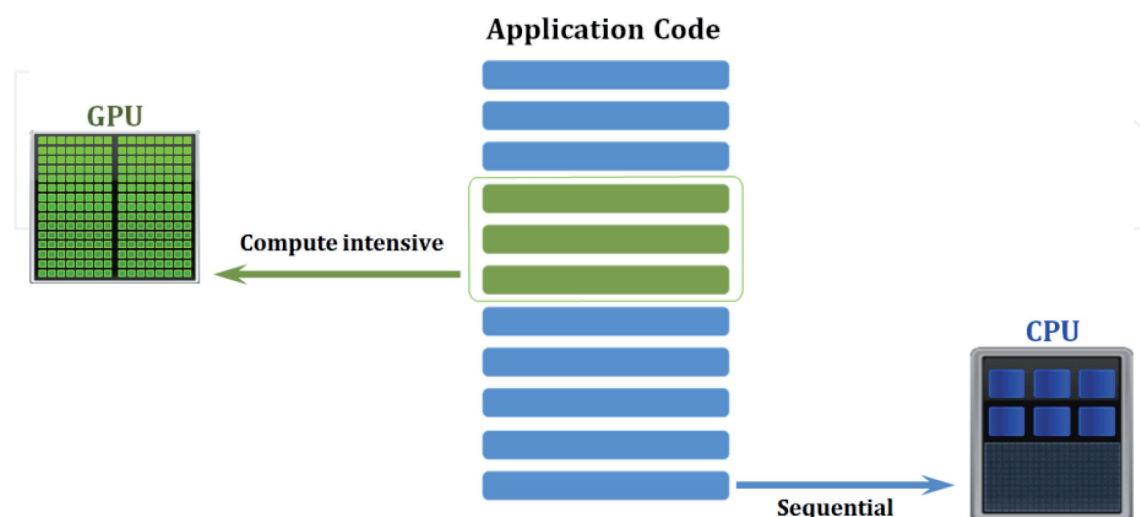 Application Code
GPU
Compute intensive
CPU
Sequential